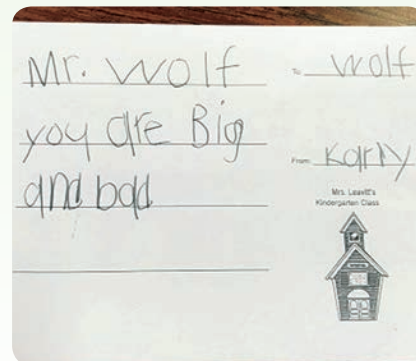 Mr. Wolf
you are Big
and bad
To wolf
From: Karly
Mrs. Leavitt's
Kindergarten Class